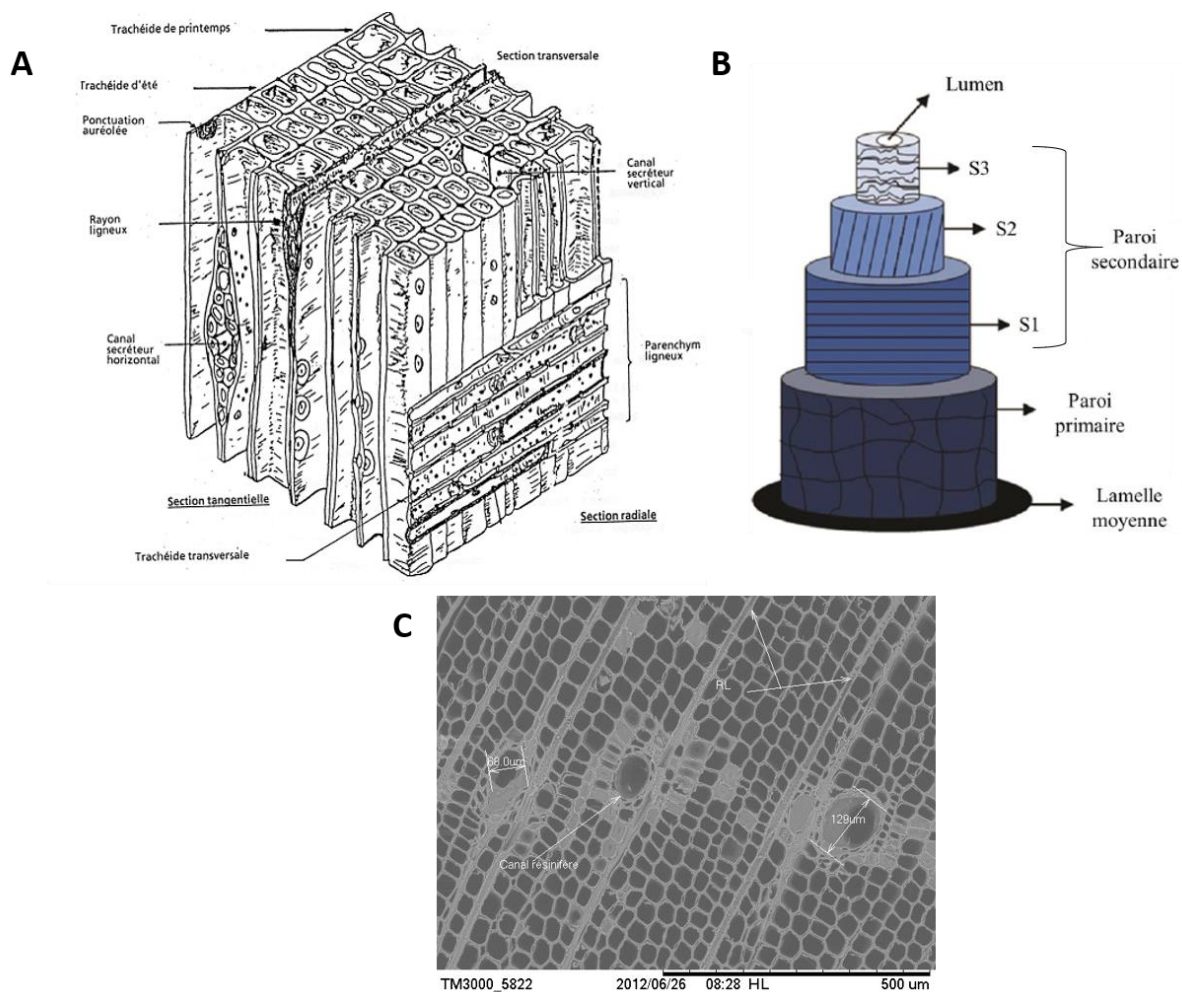 A
Trachéide de printemps
Section transversale
Trachéide d'été
Ponctuation
auréolée
Canal
secréteur
vertical
Rayon
ligneux
Canal
secréteur
horizontal
Parenchym
ligneux
Section tangentielle
Section radiale
Trachéide transversale
B
Lumen
S3
S2
Paroi
secondaire
S1
Paroi
primaire
Lamelle
moyenne
C
RL
68.0um
129um
Canal résinifère
TM3000_5822 2012/06/26 08:28 HL 500 um